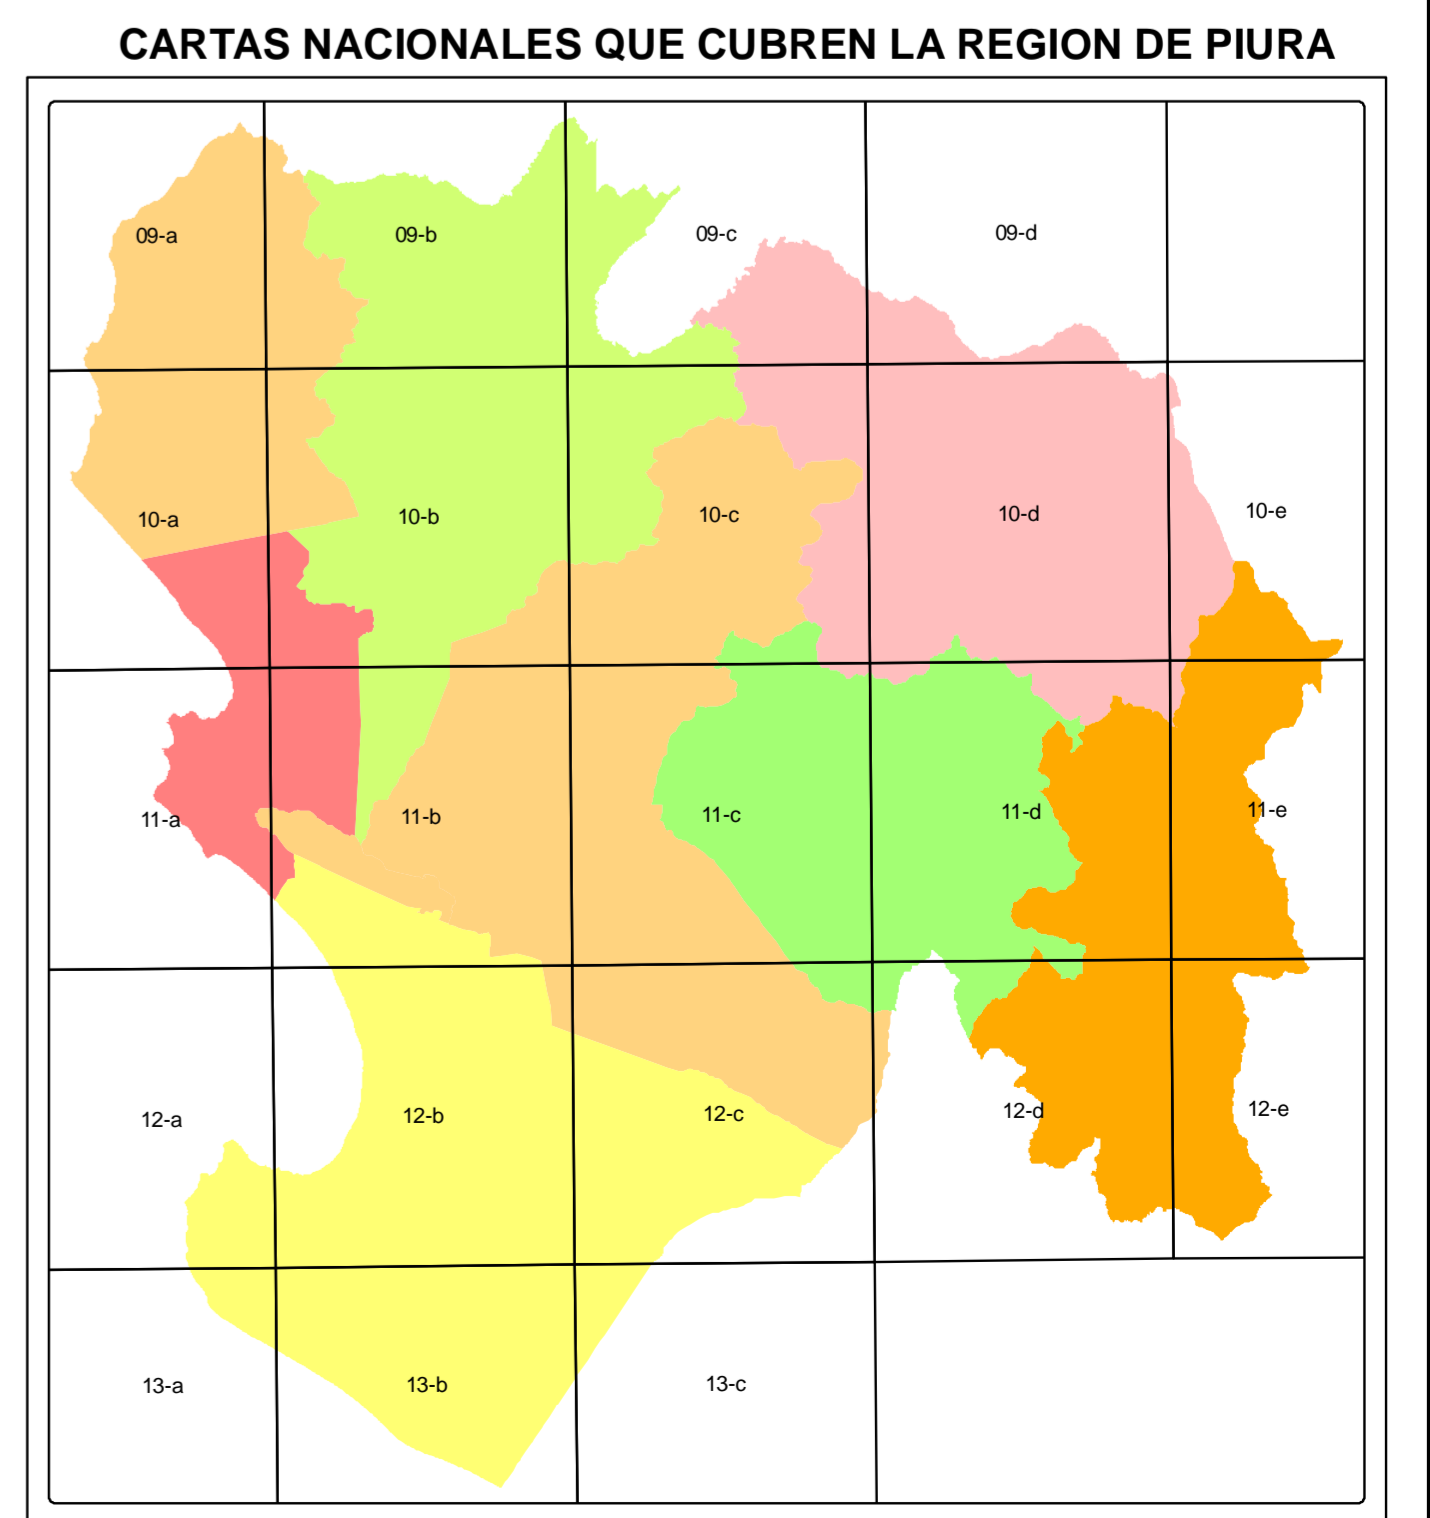 CARTAS NACIONALES QUE CUBREN LA REGION DE PIURA
09-a
09-b
09-c
09-d
10-a
10-b
10-c
10-d
10-e
11-a
11-b
11-c
11-d
11-e
12-a
12-b
12-c
12-d
12-e
13-a
13-b
13-c